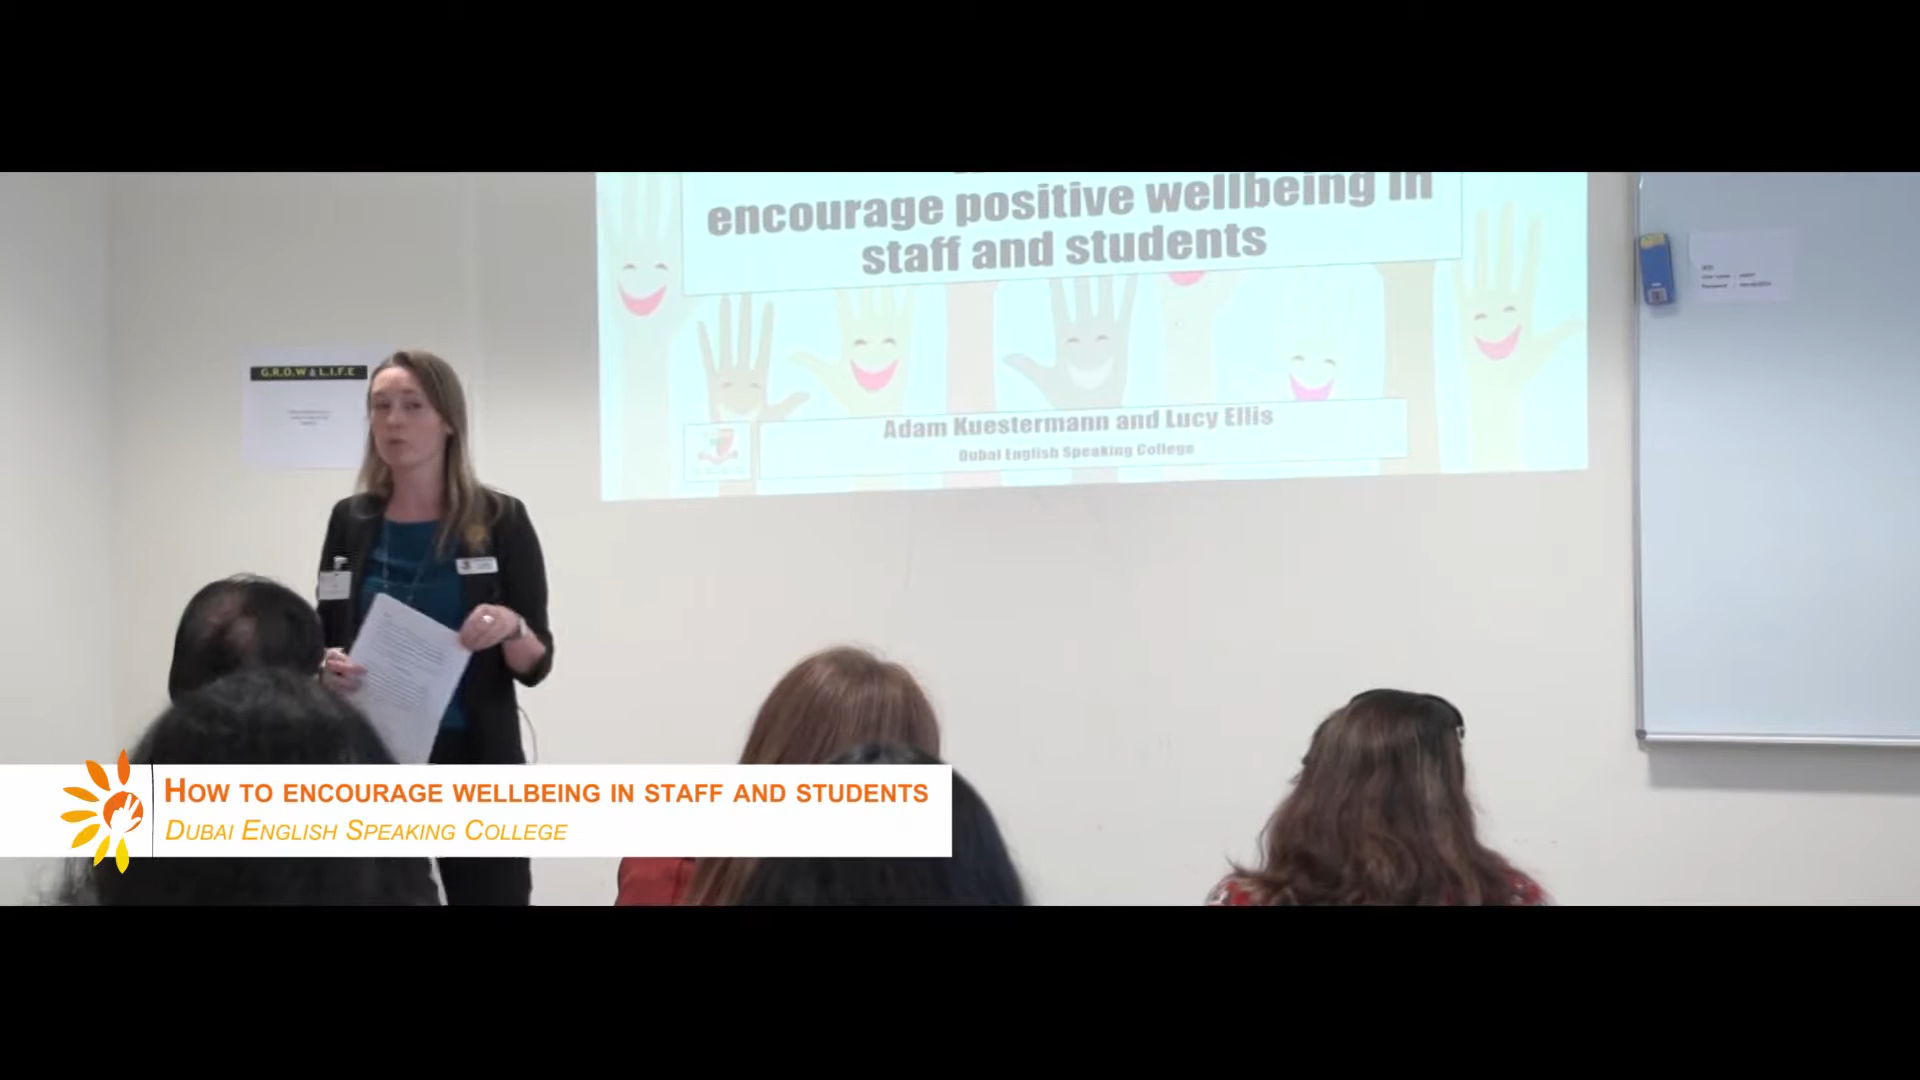 encourage positive wellbeing in
staff and students
G.R.O.W & L.I.F.E
Adam Kuestermann and Lucy Ellis
Dubai English Speaking College
HOW TO ENCOURAGE WELLBEING IN STAFF AND STUDENTS
DUBAI ENGLISH SPEAKING COLLEGE